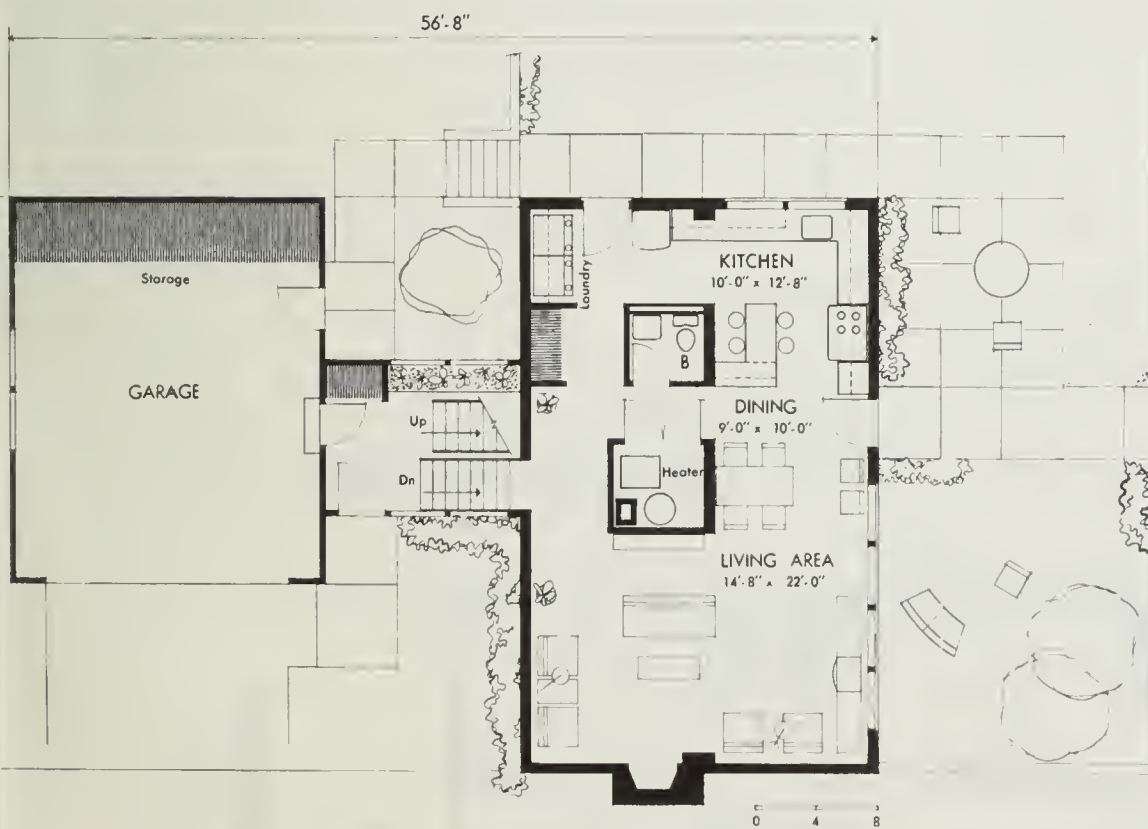 56'-8"
Storage
Laundry
KITCHEN
10'-0" x 12'-8"
GARAGE
B
Up
DINING
9'-0" x 10'-0"
Dn
Heater
LIVING AREA
14'-8" x 22'-0"
0 4 8